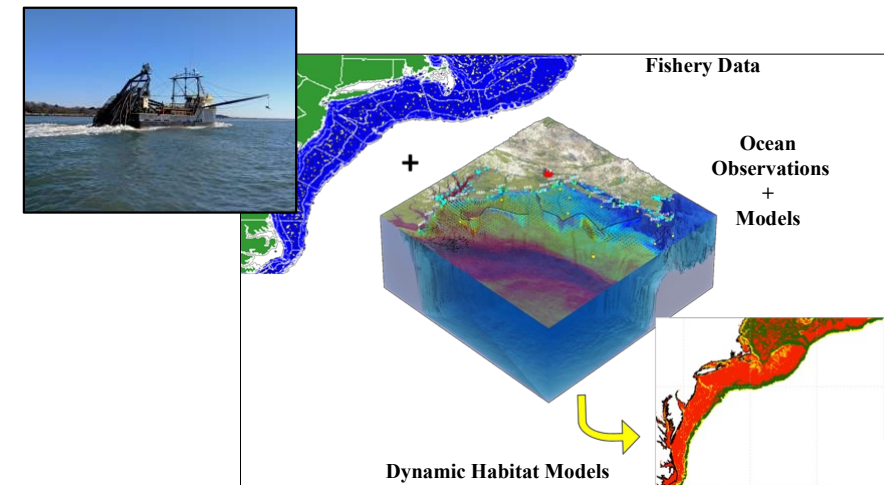 Fishery Data
+
Ocean
Observations
+
Models
Dynamic Habitat Models